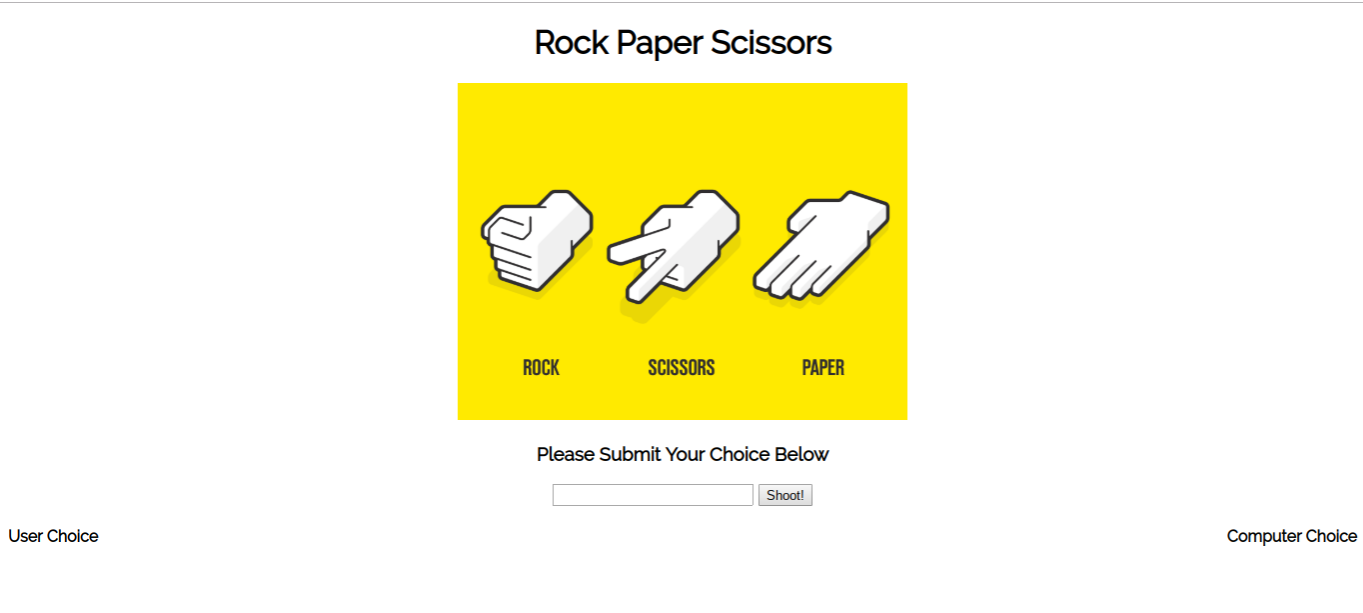 Rock Paper Scissors
ROCK SCISSORS PAPER
Please Submit Your Choice Below
Shoot!
User Choice Computer Choice